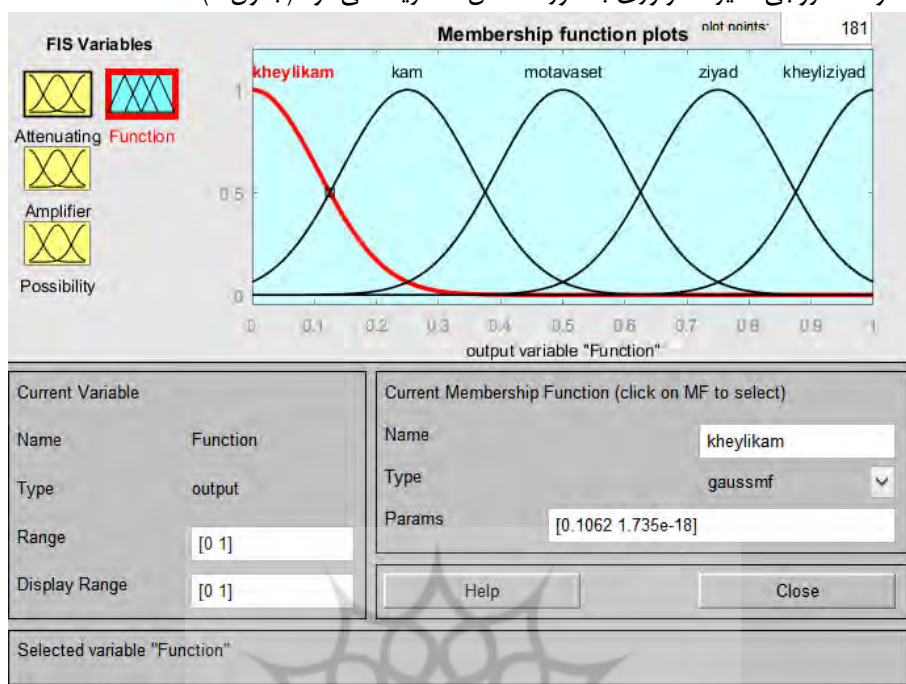 FIS Variables
Attenuating Function
Amplifier
Possibility
Membership function plots
plot points:
181
kheylikam kam motavaset ziyad kheyliziyad
1
0.5
0
0 0.1 0.2 0.3 0.4 0.5 0.6 0.7 0.8 0.9 1
output variable "Function"
Current Variable
Name Function
Type output
Range [0 1]
Display Range [0 1]
Current Membership Function (click on MF to select)
Name kheylikam
Type gaussmf
Params [0.1062 1.735e-18]
Help Close
Selected variable "Function"